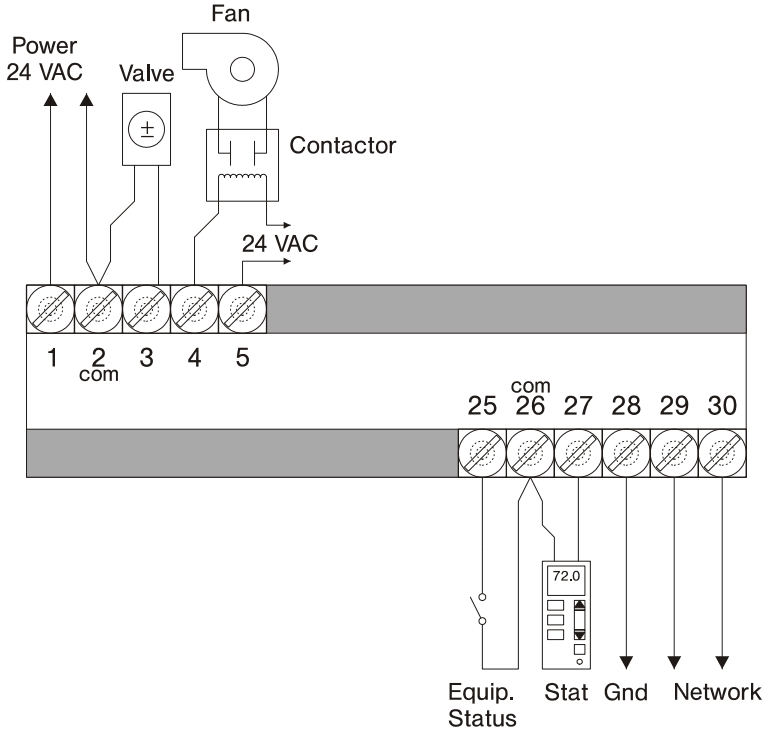 Fan
Power
24 VAC
Valve
±
Contactor
24 VAC
1 2 3 4 5
com
com
25 26 27 28 29 30
72.0
Equip.
Status
Stat
Gnd
Network